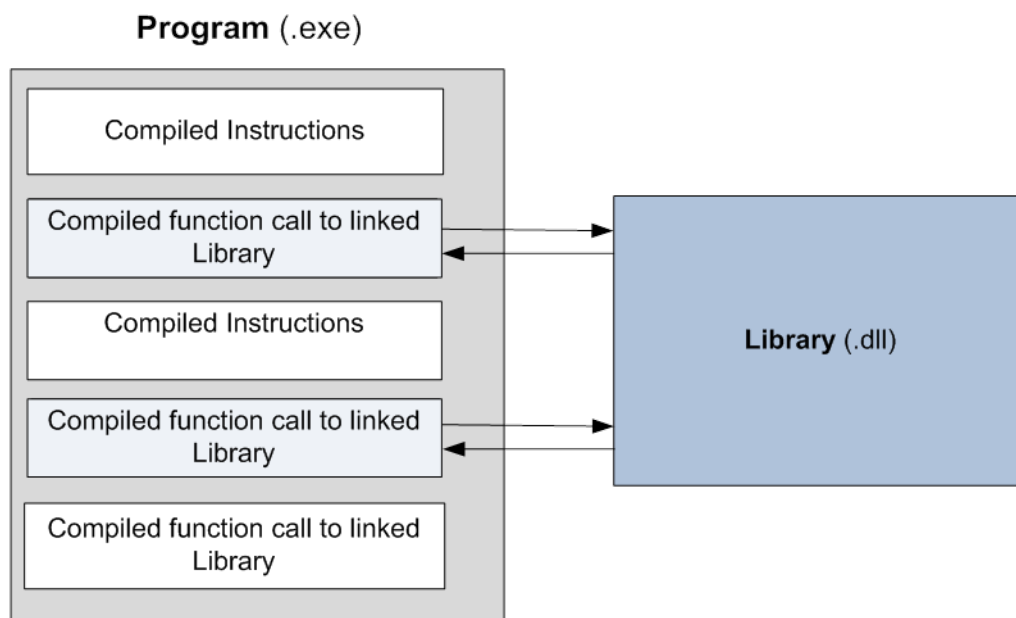 Program (.exe)
Compiled Instructions
Compiled function call to linked
Library
Compiled Instructions
Compiled function call to linked
Library
Compiled function call to linked
Library
Library (.dll)